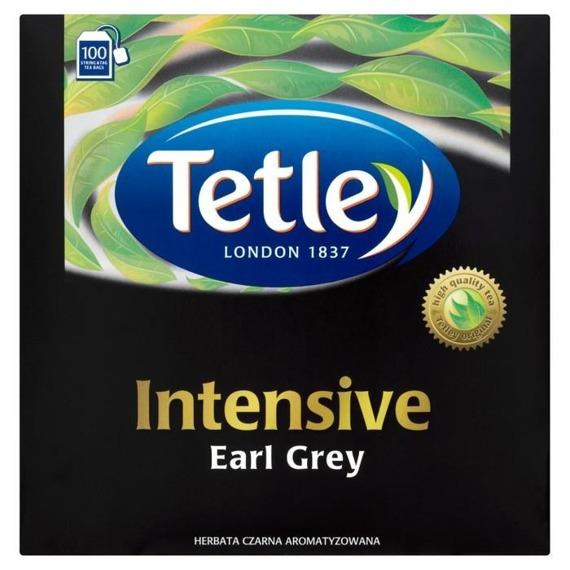 100
STRING & TAG
TEA BAGS
Tetley
LONDON 1837
high quality tea
Tetley original
Intensive
Earl Grey
HERBATA CZARNA AROMATYZOWANA